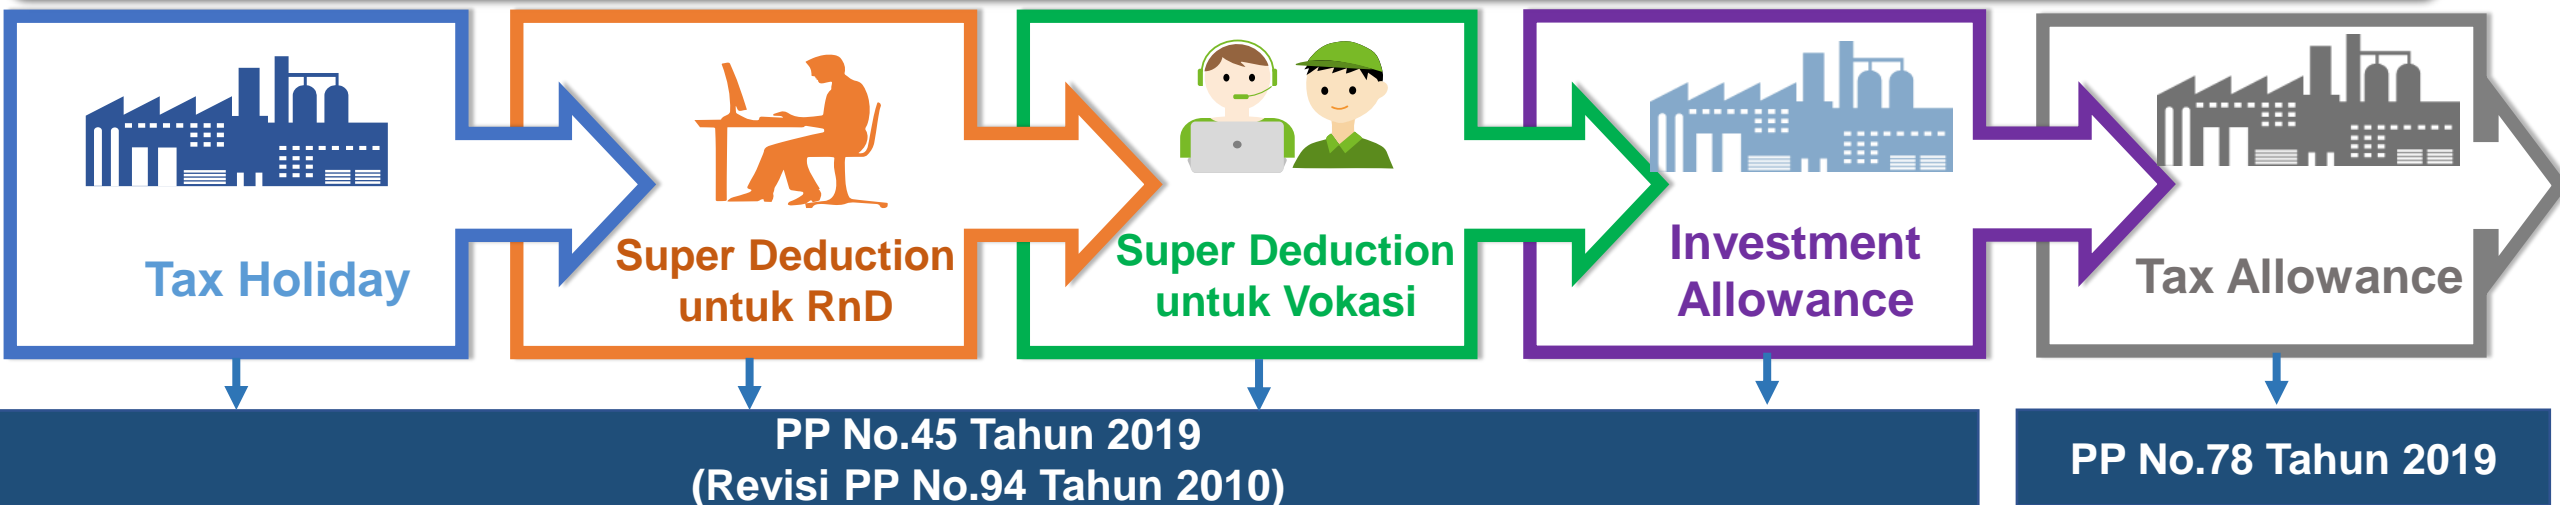 Tax Holiday
Super Deduction
untuk RnD
Super Deduction
untuk Vokasi
Investment
Allowance
Tax Allowance
PP No.45 Tahun 2019
(Revisi PP No.94 Tahun 2010)
PP No.78 Tahun 2019